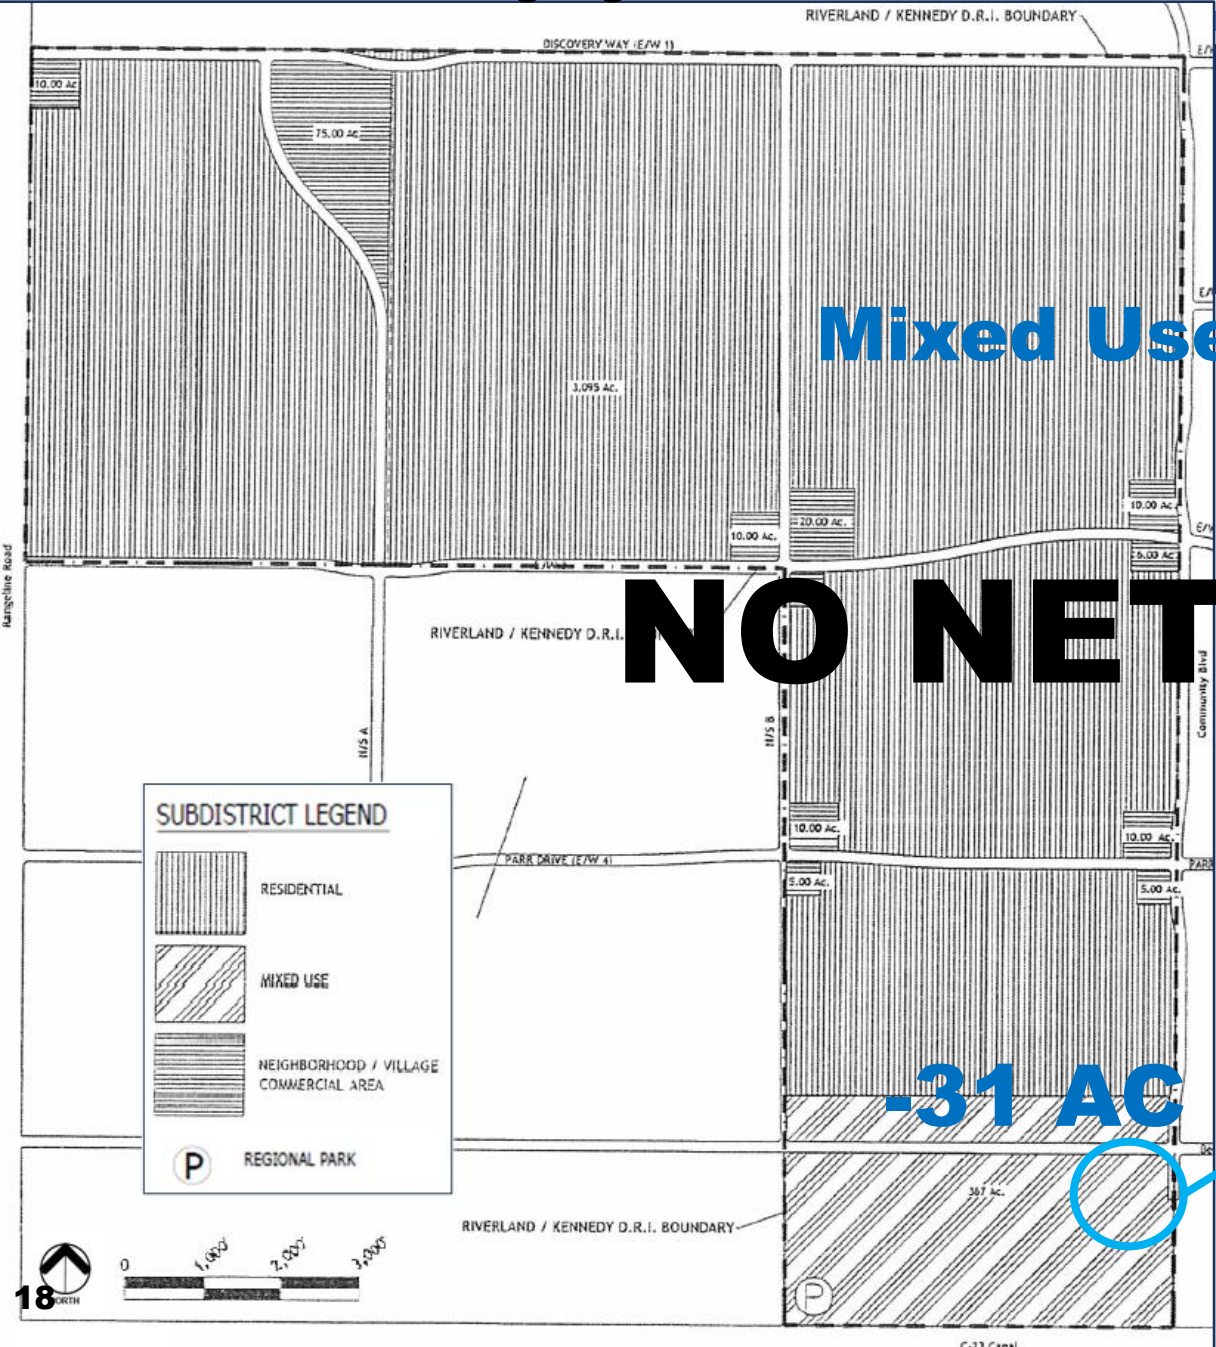 RIVERLAND / KENNEDY D.R.I. BOUNDARY
DISCOVERY WAY (E/W 1)
10.00 Ac
75.00 Ac
Mixed Use
3,095 Ac.
10.00 Ac.
20.00 Ac.
10.00 Ac.
6.00 Ac.
Rangeline Road
NO NET
RIVERLAND / KENNEDY D.R.I.
Community Blvd
N/S A
N/S B
SUBDISTRICT LEGEND
RESIDENTIAL
MIXED USE
NEIGHBORHOOD / VILLAGE
COMMERCIAL AREA
P REGIONAL PARK
10.00 Ac.
10.00 Ac.
PARR DRIVE (E/W 4)
PARR
5.00 Ac.
5.00 Ac.
-31 AC
367 Ac.
RIVERLAND / KENNEDY D.R.I. BOUNDARY
0 1,000' 2,000' 3,000'
P
18
NORTH
C-23 Canal